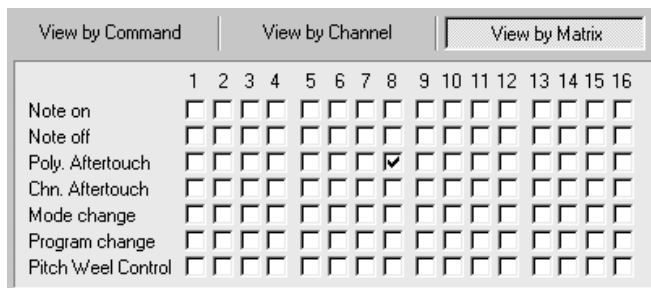 View by Command View by Channel View by Matrix
1 2 3 4 5 6 7 8 9 10 11 12 13 14 15 16
Note on
Note off
Poly. Aftertouch
Chn. Aftertouch
Mode change
Program change
Pitch Weel Control